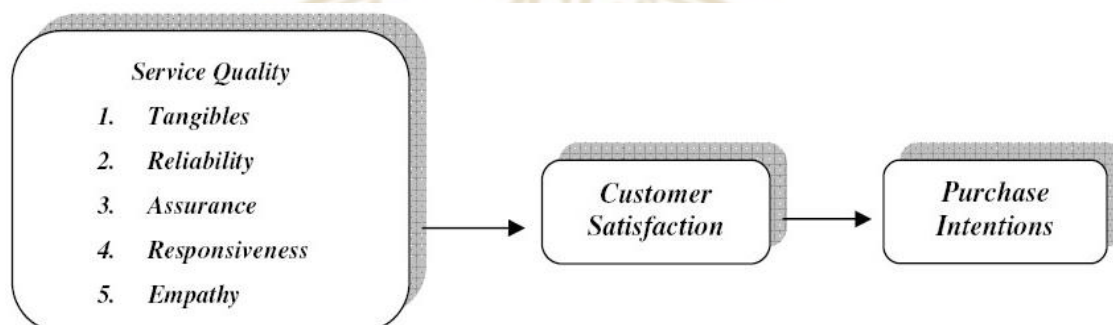 Service Quality
1. Tangibles
2. Reliability
3. Assurance
4. Responsiveness
5. Empathy
Customer
Satisfaction
Purchase
Intentions